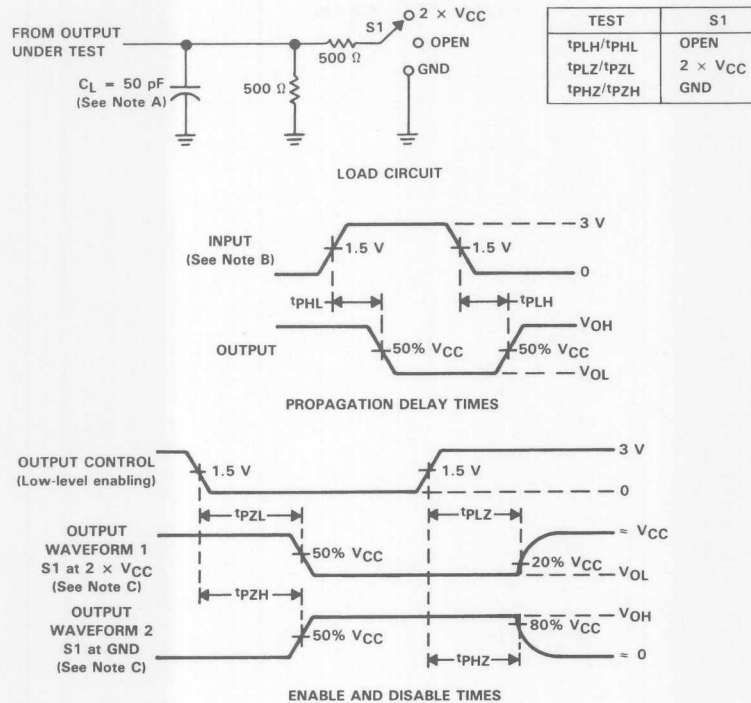 FROM OUTPUT
UNDER TEST
CL = 50 pF
(See Note A)
500 Ω
500 Ω
S1
2 × VCC
OPEN
GND
TEST S1
tPLH/tPHL OPEN
tPLZ/tPZL 2 × VCC
tPHZ/tPZH GND
LOAD CIRCUIT
INPUT
(See Note B)
1.5 V
1.5 V
3 V
0
tPHL
tPLH
OUTPUT
50% VCC
50% VCC
VOH
VOL
PROPAGATION DELAY TIMES
OUTPUT CONTROL
(Low-level enabling)
1.5 V
1.5 V
3 V
0
tPZL
tPLZ
OUTPUT
WAVEFORM 1
S1 at 2 × VCC
(See Note C)
50% VCC
20% VCC
≈ VCC
VOL
tPZH
OUTPUT
WAVEFORM 2
S1 at GND
(See Note C)
50% VCC
80% VCC
VOH
≈ 0
tPHZ
ENABLE AND DISABLE TIMES